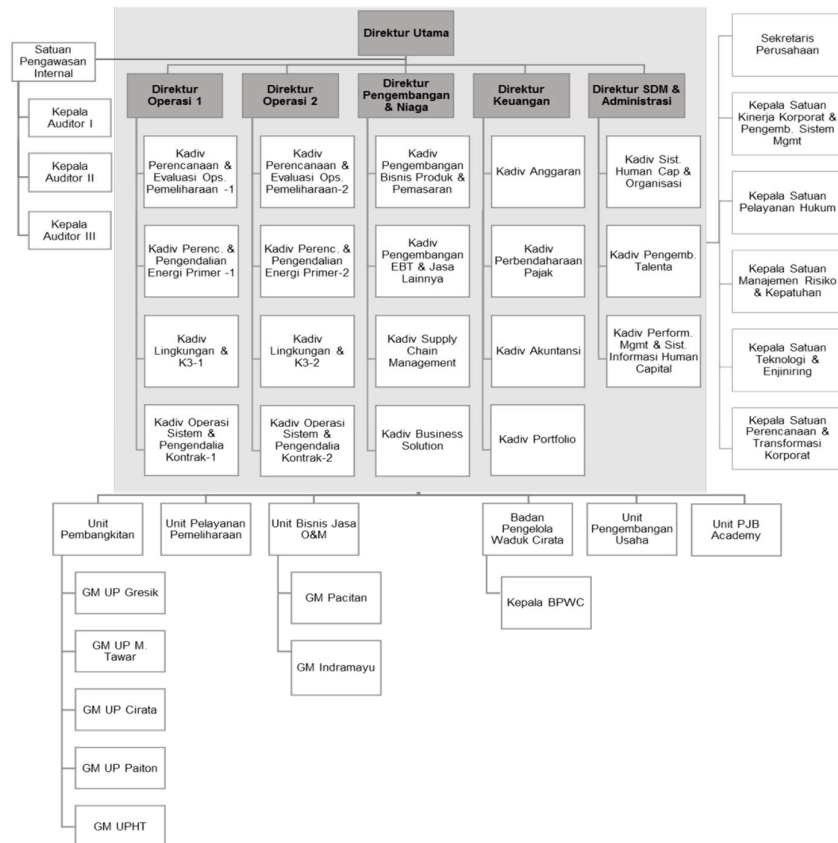 Direktur Utama
Satuan
Pengawasan
Internal
Kepala
Auditor I
Kepala
Auditor II
Kepala
Auditor III
Direktur
Operasi 1
Kadiv
Perencanaan &
Evaluasi Ops.
Pemeliharaan -1
Kadiv Perenc. &
Pengendalian
Energi Primer -1
Kadiv
Lingkungan &
K3-1
Kadiv Operasi
Sistem &
Pengendalia
Kontrak-1
Direktur
Operasi 2
Kadiv
Perencanaan &
Evaluasi Ops.
Pemeliharaan-2
Kadiv Perenc. &
Pengendalian
Energi Primer-2
Kadiv
Lingkungan &
K3-2
Kadiv Operasi
Sistem &
Pengendalia
Kontrak-2
Direktur
Pengembangan
& Niaga
Kadiv
Pengembangan
Bisnis Produk &
Pemasaran
Kadiv
Pengembangan
EBT & Jasa
Lainnya
Kadiv Supply
Chain
Management
Kadiv Business
Solution
Direktur
Keuangan
Kadiv Anggaran
Kadiv
Perbendaharaan
Pajak
Kadiv Akuntansi
Kadiv Portfolio
Direktur SDM &
Administrasi
Kadiv Sist.
Human Cap &
Organisasi
Kadiv Pengemb.
Talenta
Kadiv Perform.
Mgmt & Sist.
Informasi Human
Capital
Sekretaris
Perusahaan
Kepala Satuan
Kinerja Korporat &
Pengemb. Sistem
Mgmt
Kepala Satuan
Pelayanan Hukum
Kepala Satuan
Manajemen Risiko
& Kepatuhan
Kepala Satuan
Teknologi &
Enjiniring
Kepala Satuan
Perencanaan &
Transformasi
Korporat
Unit
Pembangkitan
GM UP Gresik
GM UP M.
Tawar
GM UP Cirata
GM UP Paiton
GM UPHT
Unit Pelayanan
Pemeliharaan
Unit Bisnis Jasa
O&M
GM Pacitan
GM Indramayu
Badan
Pengelola
Waduk Cirata
Kepala BPWC
Unit
Pengembangan
Usaha
Unit PJB
Academy